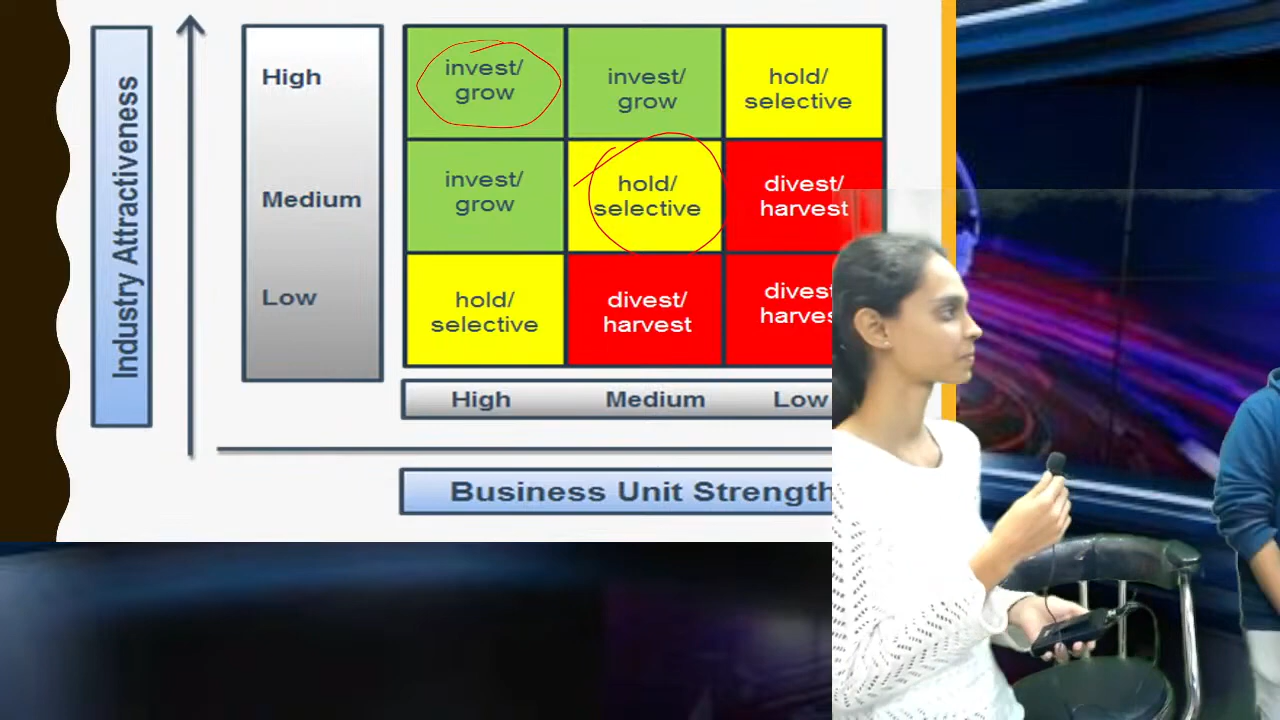 Industry Attractiveness
High
Medium
Low
invest/
grow
invest/
grow
hold/
selective
invest/
grow
hold/
selective
divest/
harvest
hold/
selective
divest/
harvest
High
Medium
Low
Business Unit Strength